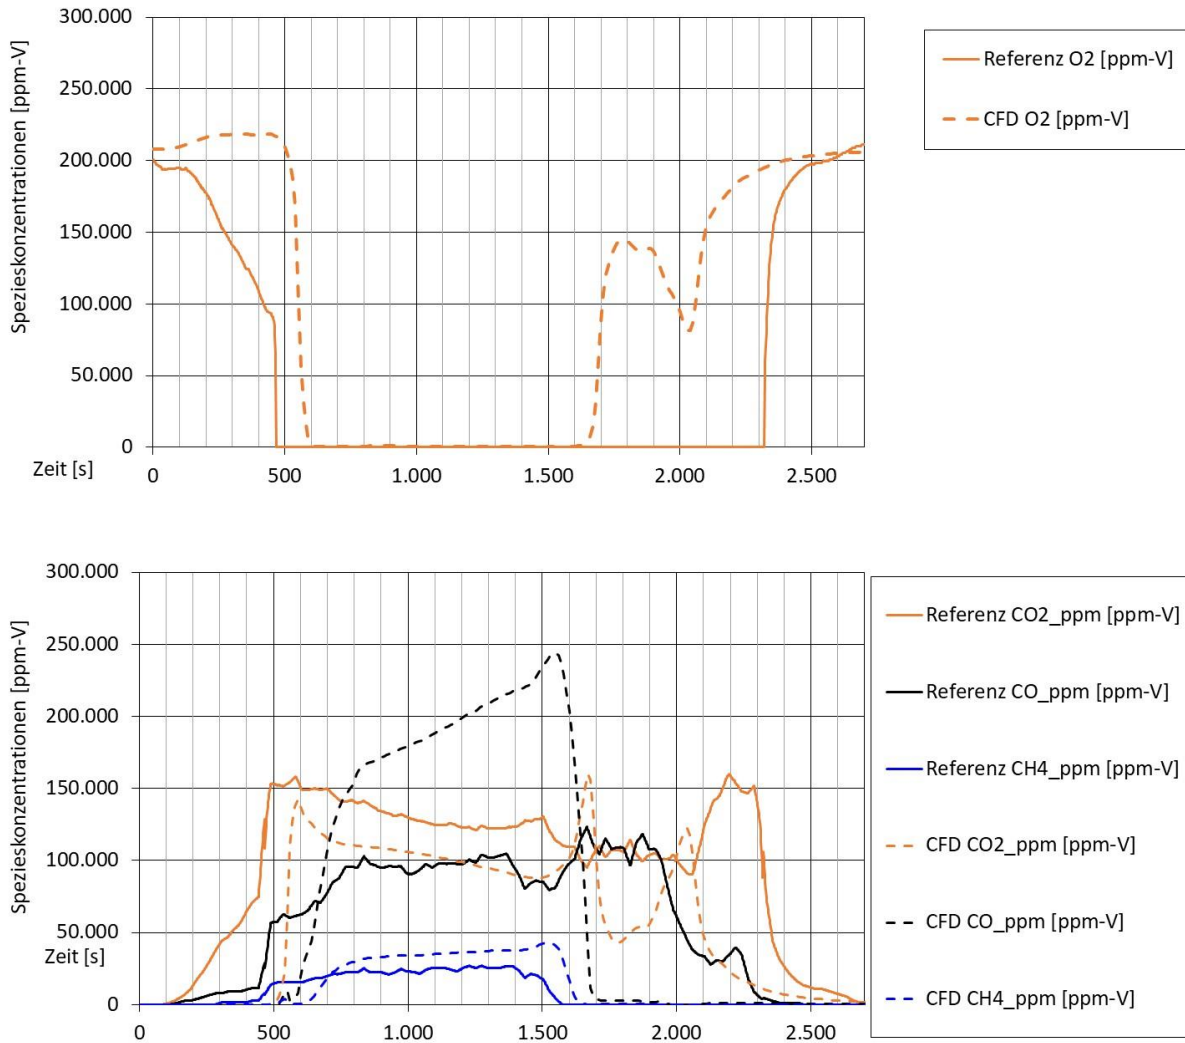 300.000
250.000
200.000
150.000
100.000
50.000
0
Spezieskonzentrationen [ppm-V]
Zeit [s]
0 500 1.000 1.500 2.000 2.500
Referenz O2 [ppm-V]
CFD O2 [ppm-V]
300.000
250.000
200.000
150.000
100.000
50.000
0
Spezieskonzentrationen [ppm-V]
Zeit [s]
0 500 1.000 1.500 2.000 2.500
Referenz CO2_ppm [ppm-V]
Referenz CO_ppm [ppm-V]
Referenz CH4_ppm [ppm-V]
CFD CO2_ppm [ppm-V]
CFD CO_ppm [ppm-V]
CFD CH4_ppm [ppm-V]